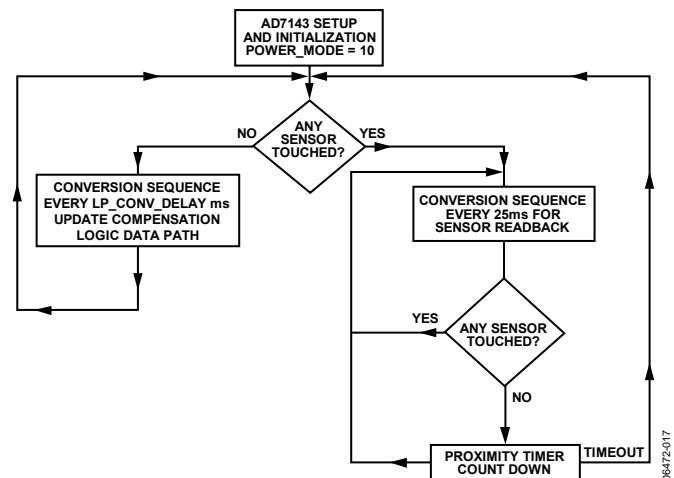 AD7143 SETUP
AND INITIALIZATION
POWER_MODE = 10
ANY
SENSOR
TOUCHED?
NO
YES
CONVERSION SEQUENCE
EVERY LP_CONV_DELAY ms
UPDATE COMPENSATION
LOGIC DATA PATH
CONVERSION SEQUENCE
EVERY 25ms FOR
SENSOR READBACK
YES
ANY SENSOR
TOUCHED?
NO
PROXIMITY TIMER
COUNT DOWN
TIMEOUT
06472-017